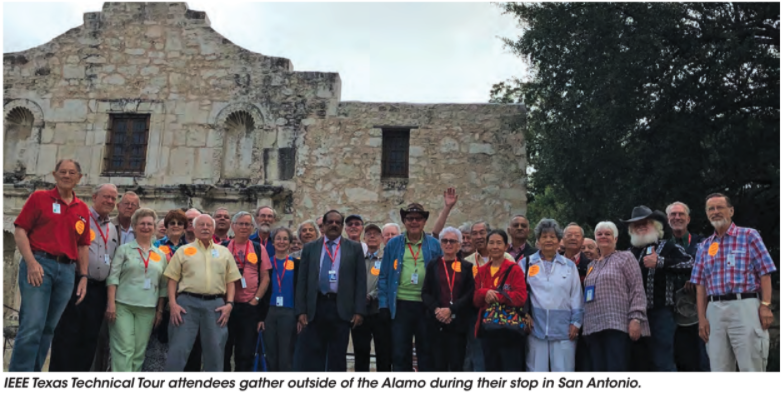 IEEE Texas Technical Tour attendees gather outside of the Alamo during their stop in San Antonio.